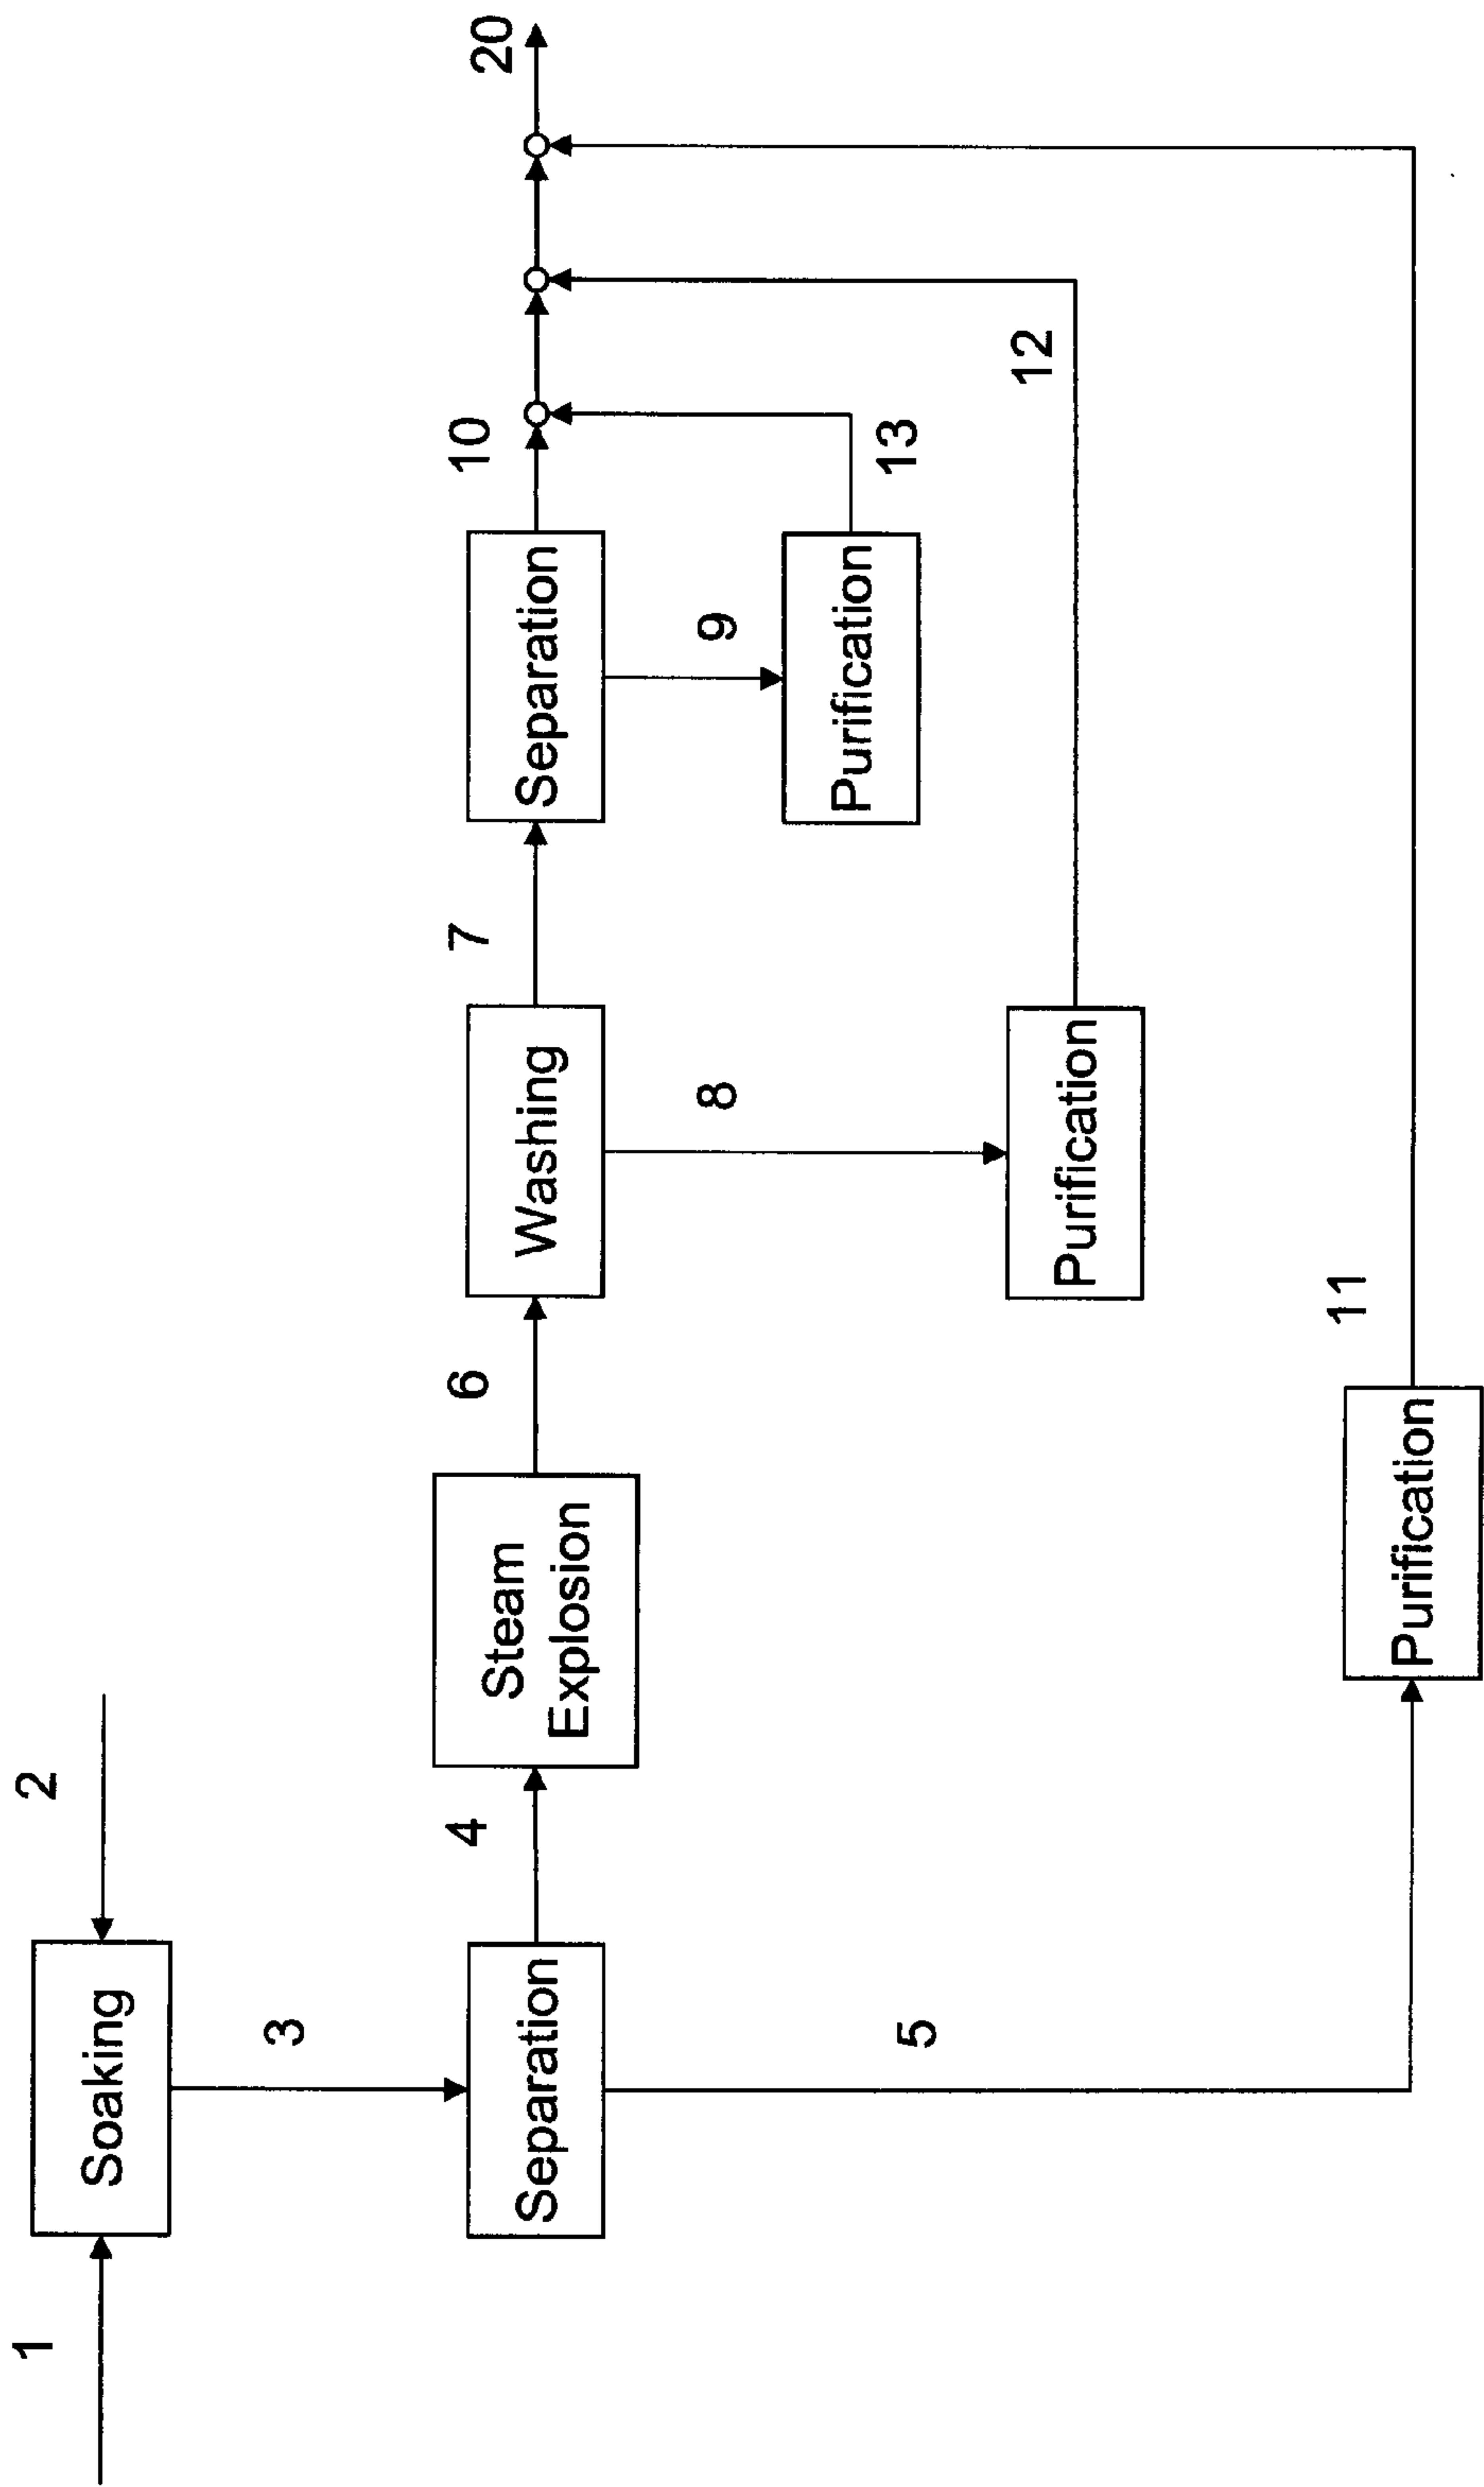 1
Soaking
2
3
Separation
4
Steam
Explosion
6
Washing
7
Separation
10
20
5
8
9
Purification
13
Purification
12
Purification
11